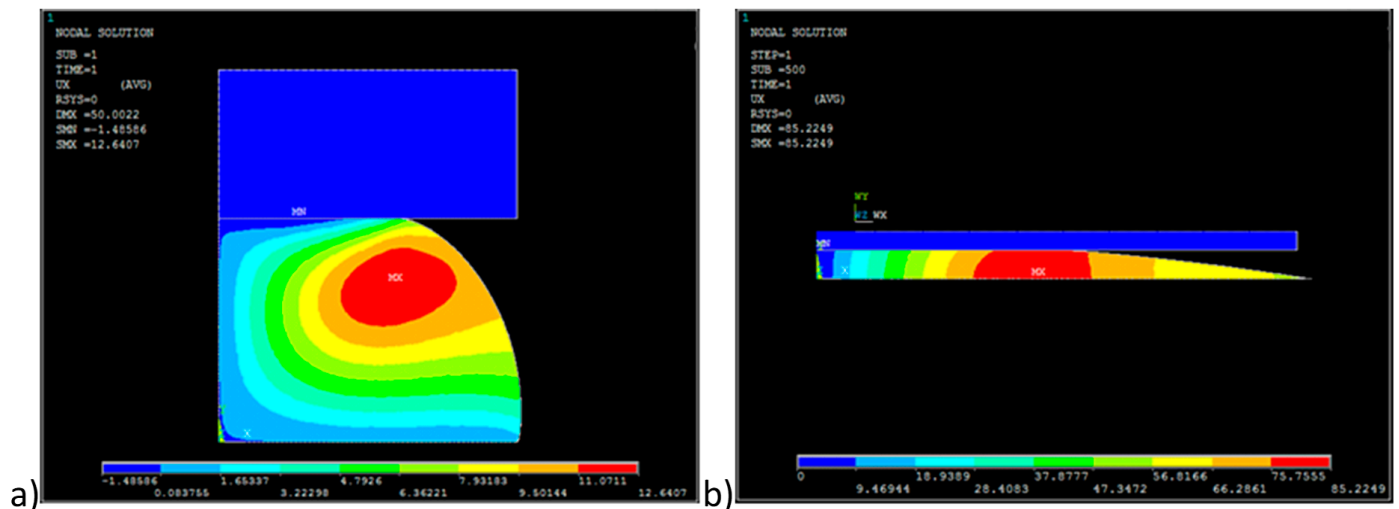 1
NODAL SOLUTION
SUB =1
TIME=1
UX (AVG)
RSYS=0
DMX =50.0022
SMN =-1.48586
SMX =12.6407
MN
MX
X
-1.48586 1.65337 4.7926 7.93183 11.0711
0.083755 3.22298 6.36221 9.50144 12.6407
a)
1
NODAL SOLUTION
STEP=1
SUB =500
TIME=1
UX (AVG)
RSYS=0
DMX =85.2249
SMX =85.2249
WY
WZ WX
MN
X
MX
0 18.9389 37.8777 56.8166 75.7555
9.46944 28.4083 47.3472 66.2861 85.2249
b)